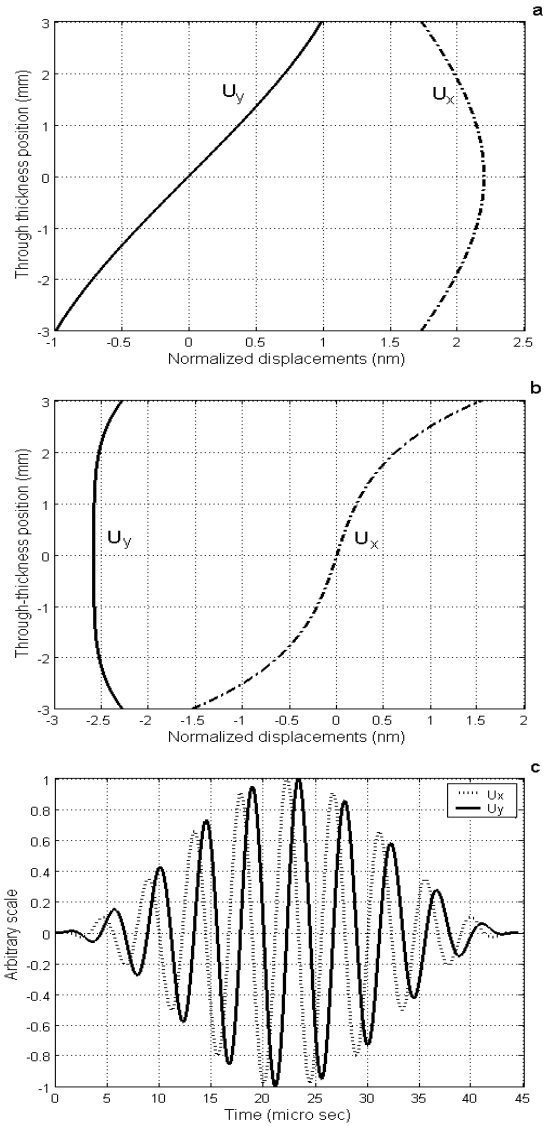 a
3
2
1
0
-1
-2
-3
Through thickness position (mm)
U_y
U_x
-1 -0.5 0 0.5 1 1.5 2 2.5
Normalized displacements (nm)
b
3
2
1
0
-1
-2
-3
Through-thickness position (mm)
U_y
U_x
-3 -2.5 -2 -1.5 -1 -0.5 0 0.5 1 1.5 2
Normalized displacements (nm)
c
1
0.8
0.6
0.4
0.2
0
-0.2
-0.4
-0.6
-0.8
-1
Arbitrary scale
Ux
Uy
0 5 10 15 20 25 30 35 40 45
Time (micro sec)